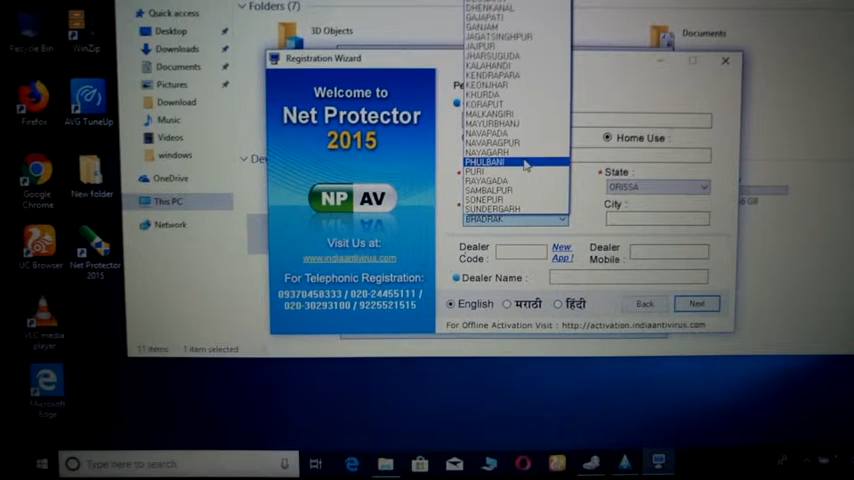 Recycle Bin
WinZip
Firefox
AVG TuneUp
Google Chrome
New folder
UC Browser
Net Protector 2015
VLC media player
Microsoft Edge
Quick access
Desktop
Downloads
Documents
Pictures
Download
Music
Videos
windows
OneDrive
This PC
Network
11 items
1 item selected
Folders (7)
3D Objects
Documents
Registration Wizard
Welcome to
Net Protector
2015
NP AV
Visit Us at:
www.indiaantivirus.com
For Telephonic Registration:
09370458333 / 020-24455111 /
020-30293100 / 9225521515
DHENKANAL
GAJAPATI
GANJAM
JAGATSINGHPUR
JAJPUR
JHARSUGUDA
KALAHANDI
KENDRAPARA
KEONJHAR
KHURDA
KORAPUT
MALKANGIRI
MAYURBHANJ
NAVAPADA
NAVARAGPUR
NAYAGARH
PHULBANI
PURI
RAYAGADA
SAMBALPUR
SONEPUR
SUNDERGARH
BHADRAK
Home Use :
State :
ORISSA
City :
Dealer Code :
New App !
Dealer Mobile :
Dealer Name :
English
मराठी
हिंदी
Back
Next
For Offline Activation Visit : http://activation.indiaantivirus.com
Type here to search